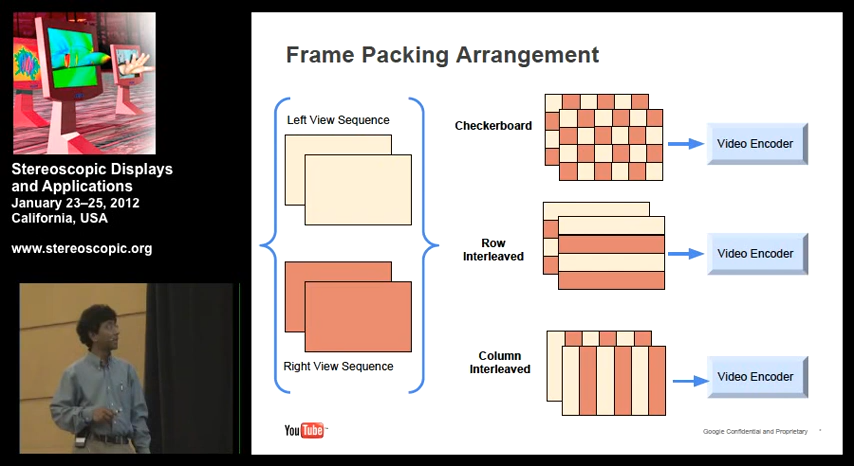 Stereoscopic Displays
and Applications
January 23–25, 2012
California, USA
www.stereoscopic.org
Frame Packing Arrangement
Left View Sequence
Right View Sequence
Checkerboard
Video Encoder
Row
Interleaved
Video Encoder
Column
Interleaved
Video Encoder
YouTube
Google Confidential and Proprietary